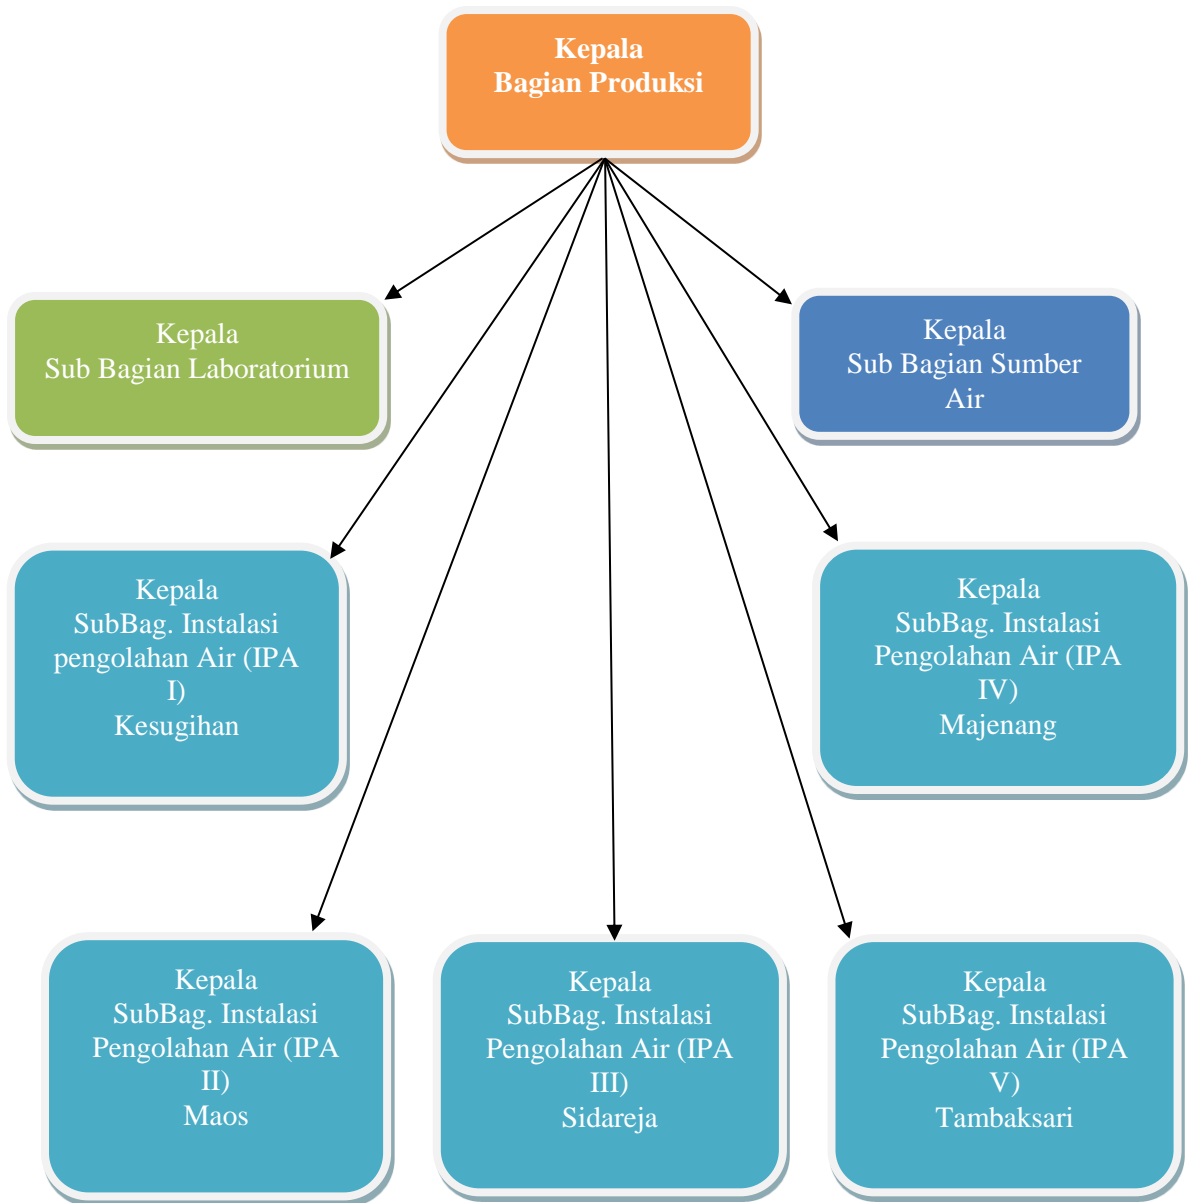 Kepala
Bagian Produksi
Kepala
Sub Bagian Laboratorium
Kepala
Sub Bagian Sumber
Air
Kepala
SubBag. Instalasi
pengolahan Air (IPA
I)
Kesugihan
Kepala
SubBag. Instalasi
Pengolahan Air (IPA
IV)
Majenang
Kepala
SubBag. Instalasi
Pengolahan Air (IPA
II)
Maos
Kepala
SubBag. Instalasi
Pengolahan Air (IPA
III)
Sidareja
Kepala
SubBag. Instalasi
Pengolahan Air (IPA
V)
Tambaksari